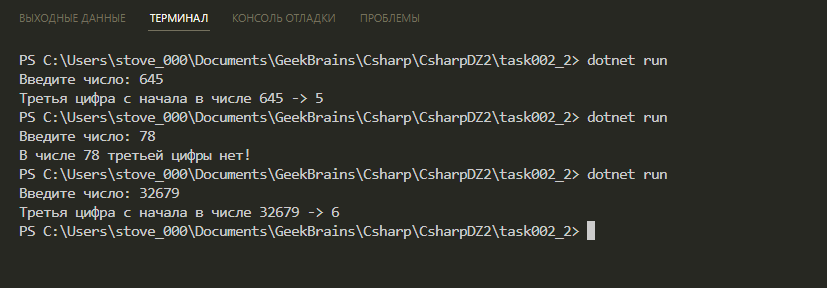 ВЫХОДНЫЕ ДАННЫЕ ТЕРМИНАЛ КОНСОЛЬ ОТЛАДКИ ПРОБЛЕМЫ
PS C:\Users\stove_000\Documents\GeekBrains\Csharp\CsharpDZ2\task002_2> dotnet run
Введите число: 645
Третья цифра с начала в числе 645 -> 5
PS C:\Users\stove_000\Documents\GeekBrains\Csharp\CsharpDZ2\task002_2> dotnet run
Введите число: 78
В числе 78 третьей цифры нет!
PS C:\Users\stove_000\Documents\GeekBrains\Csharp\CsharpDZ2\task002_2> dotnet run
Введите число: 32679
Третья цифра с начала в числе 32679 -> 6
PS C:\Users\stove_000\Documents\GeekBrains\Csharp\CsharpDZ2\task002_2>